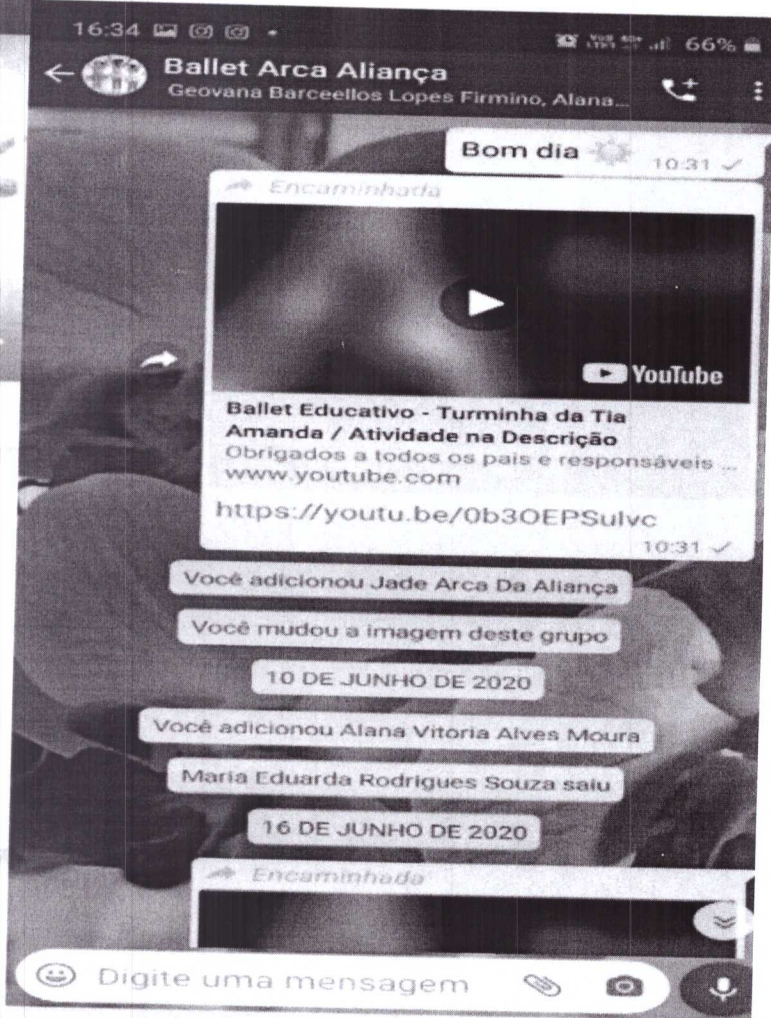 16:34 66%
Ballet Arca Aliança
Geovana Barceellos Lopes Firmino, Alana...
Bom dia 10:31
Encaminhada
YouTube
Ballet Educativo - Turminha da Tia
Amanda / Atividade na Descrição
Obrigados a todos os pais e responsáveis ...
www.youtube.com
https://youtu.be/0b3OEPSulvc
10:31
Você adicionou Jade Arca Da Aliança
Você mudou a imagem deste grupo
10 DE JUNHO DE 2020
Você adicionou Alana Vitoria Alves Moura
Maria Eduarda Rodrigues Souza saiu
16 DE JUNHO DE 2020
Encaminhada
Digite uma mensagem